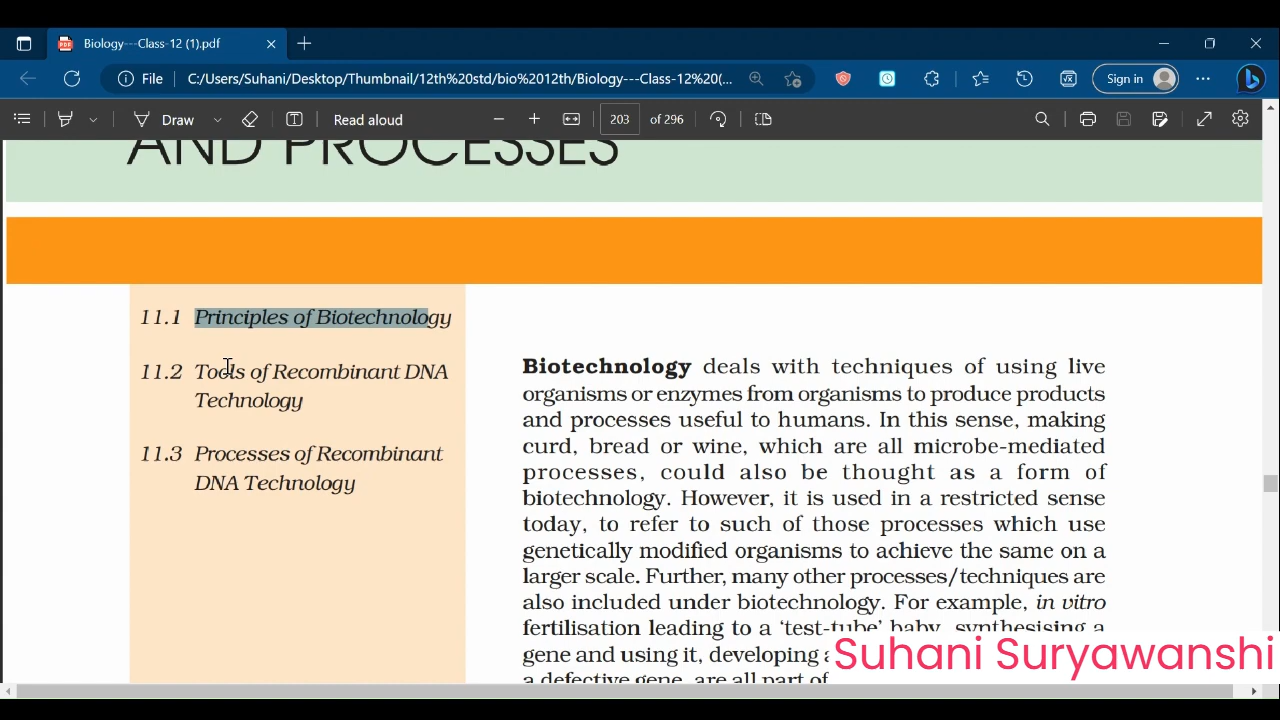 Biology---Class-12 (1).pdf
File C:/Users/Suhani/Desktop/Thumbnail/12th%20std/bio%2012th/Biology---Class-12%20(... Sign in
Draw Read aloud 203 of 296
AND PROCESSES
11.1 Principles of Biotechnology
11.2 Tools of Recombinant DNA
Technology
11.3 Processes of Recombinant
DNA Technology
Biotechnology deals with techniques of using live
organisms or enzymes from organisms to produce products
and processes useful to humans. In this sense, making
curd, bread or wine, which are all microbe-mediated
processes, could also be thought as a form of
biotechnology. However, it is used in a restricted sense
today, to refer to such of those processes which use
genetically modified organisms to achieve the same on a
larger scale. Further, many other processes/techniques are
also included under biotechnology. For example, in vitro
fertilisation leading to a ‘test-tube’ baby, synthesising a
gene and using it, developing a
a defective gene, are all part of
Suhani Suryawanshi